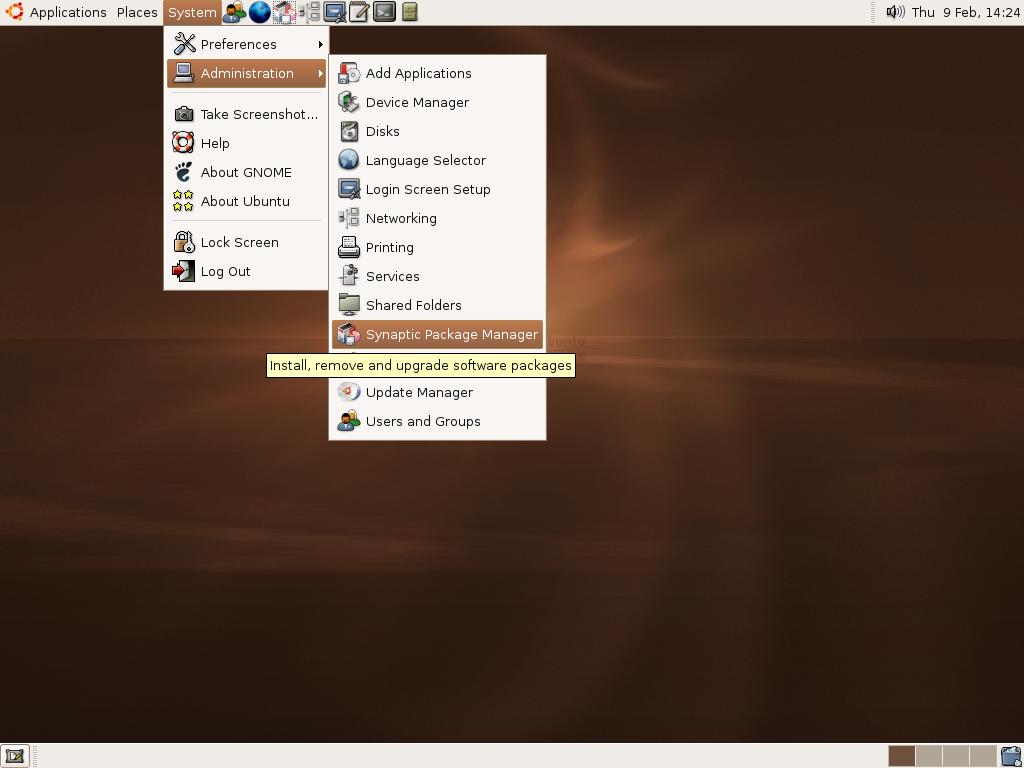 Applications Places System
Thu 9 Feb, 14:24
Preferences
Administration
Take Screenshot...
Help
About GNOME
About Ubuntu
Lock Screen
Log Out
Add Applications
Device Manager
Disks
Language Selector
Login Screen Setup
Networking
Printing
Services
Shared Folders
Synaptic Package Manager
Install, remove and upgrade software packages
Update Manager
Users and Groups